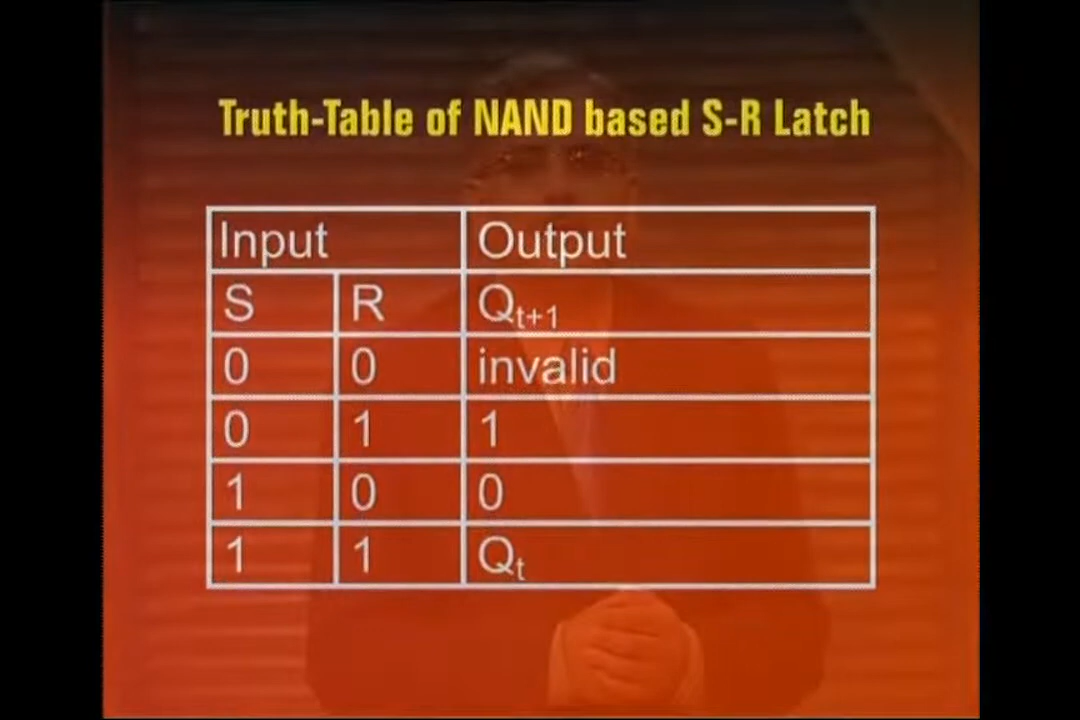 Truth-Table of NAND based S-R Latch
Input Output
S R Qt+1
0 0 invalid
0 1 1
1 0 0
1 1 Qt